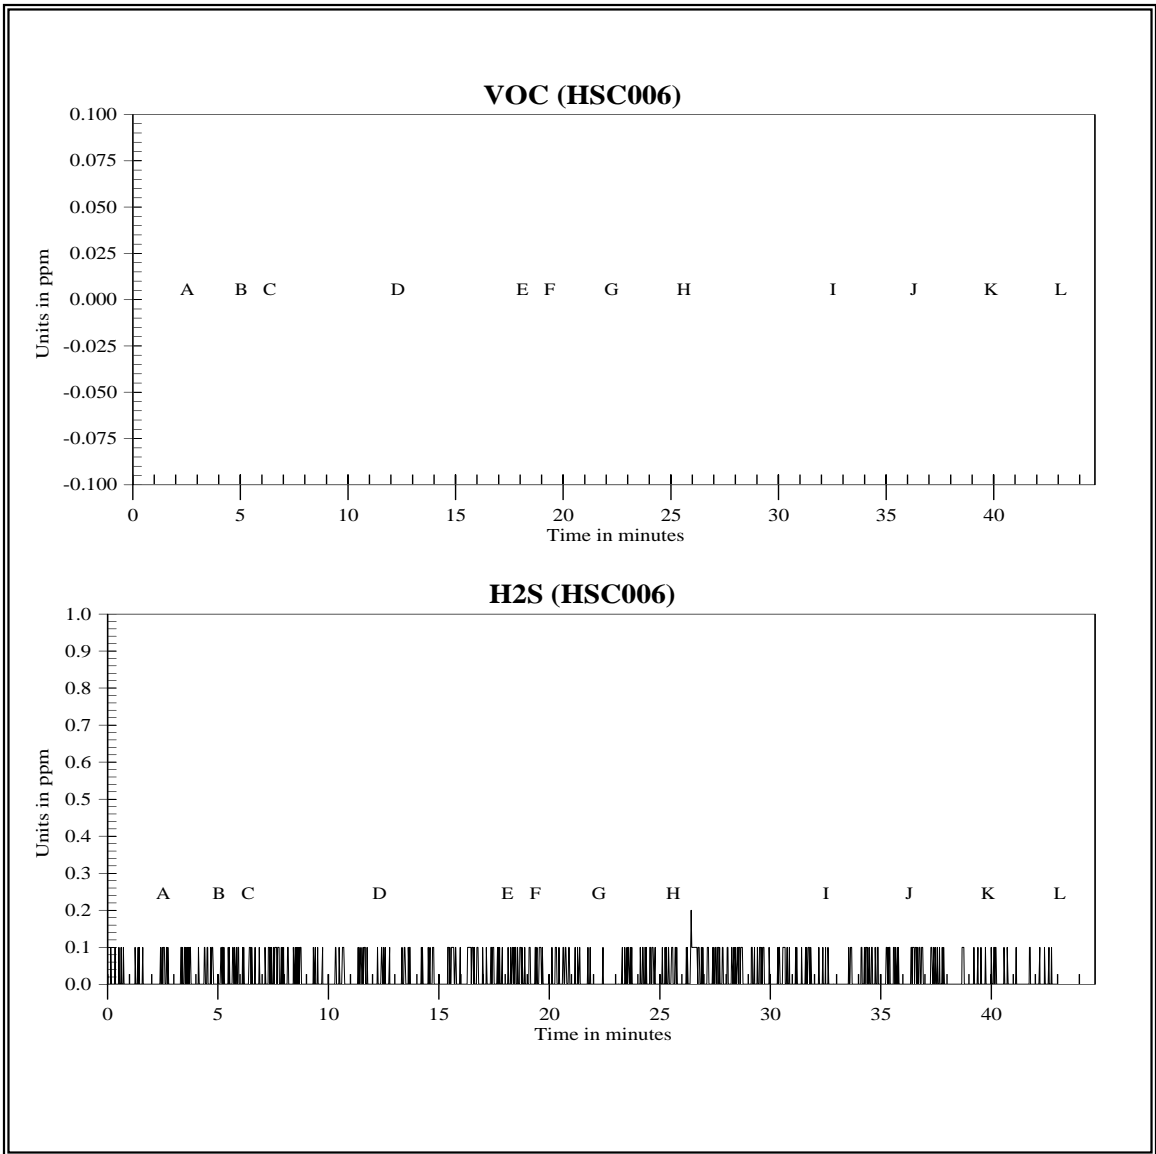 VOC (HSC006)
0.100
0.075
0.050
0.025
0.000
-0.025
-0.050
-0.075
-0.100
Units in ppm
A B C D E F G H I J K L
0 5 10 15 20 25 30 35 40
Time in minutes
H2S (HSC006)
1.0
0.9
0.8
0.7
0.6
0.5
0.4
0.3
0.2
0.1
0.0
Units in ppm
A B C D E F G H I J K L
0 5 10 15 20 25 30 35 40
Time in minutes